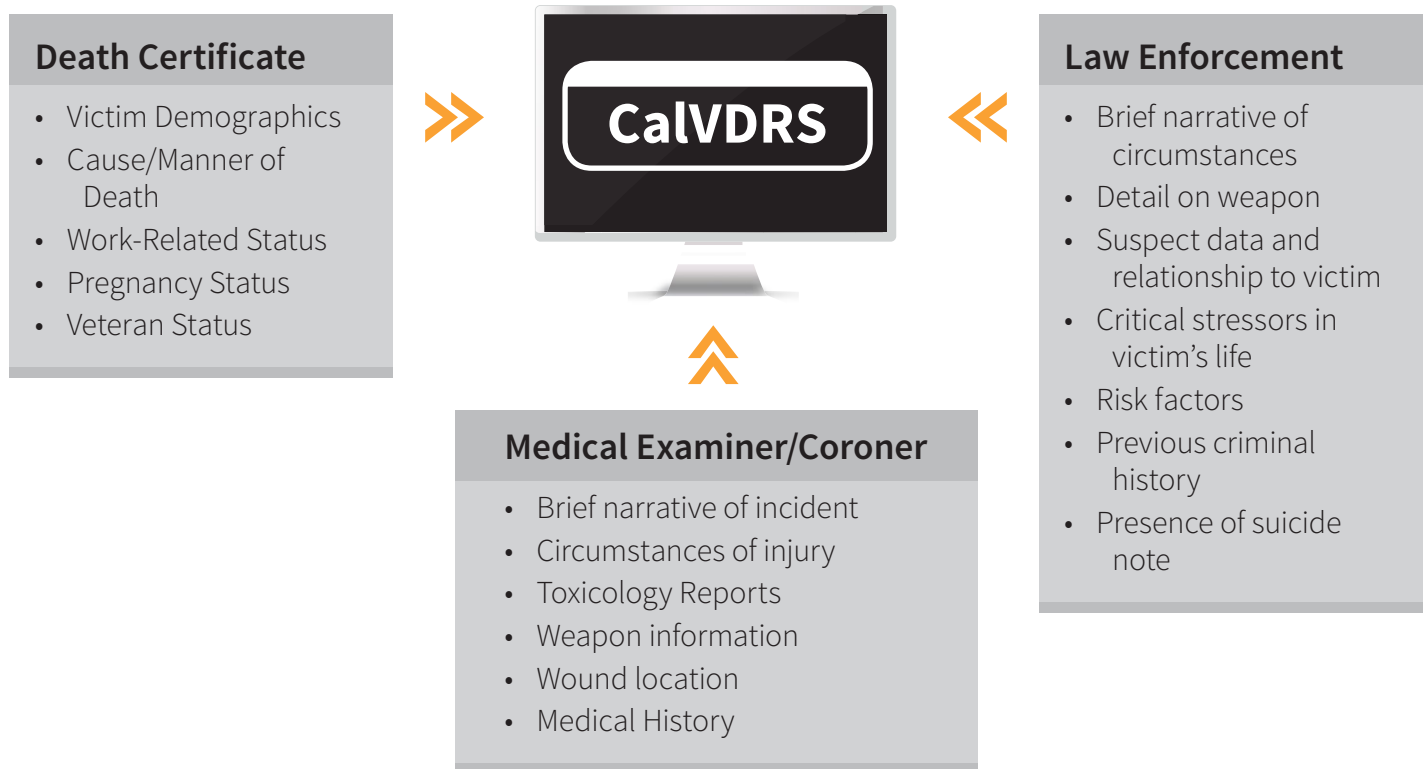 Death Certificate
• Victim Demographics
• Cause/Manner of
Death
• Work-Related Status
• Pregnancy Status
• Veteran Status
CalVDRS
Law Enforcement
• Brief narrative of
circumstances
• Detail on weapon
• Suspect data and
relationship to victim
• Critical stressors in
victim’s life
• Risk factors
• Previous criminal
history
• Presence of suicide
note
Medical Examiner/Coroner
• Brief narrative of incident
• Circumstances of injury
• Toxicology Reports
• Weapon information
• Wound location
• Medical History